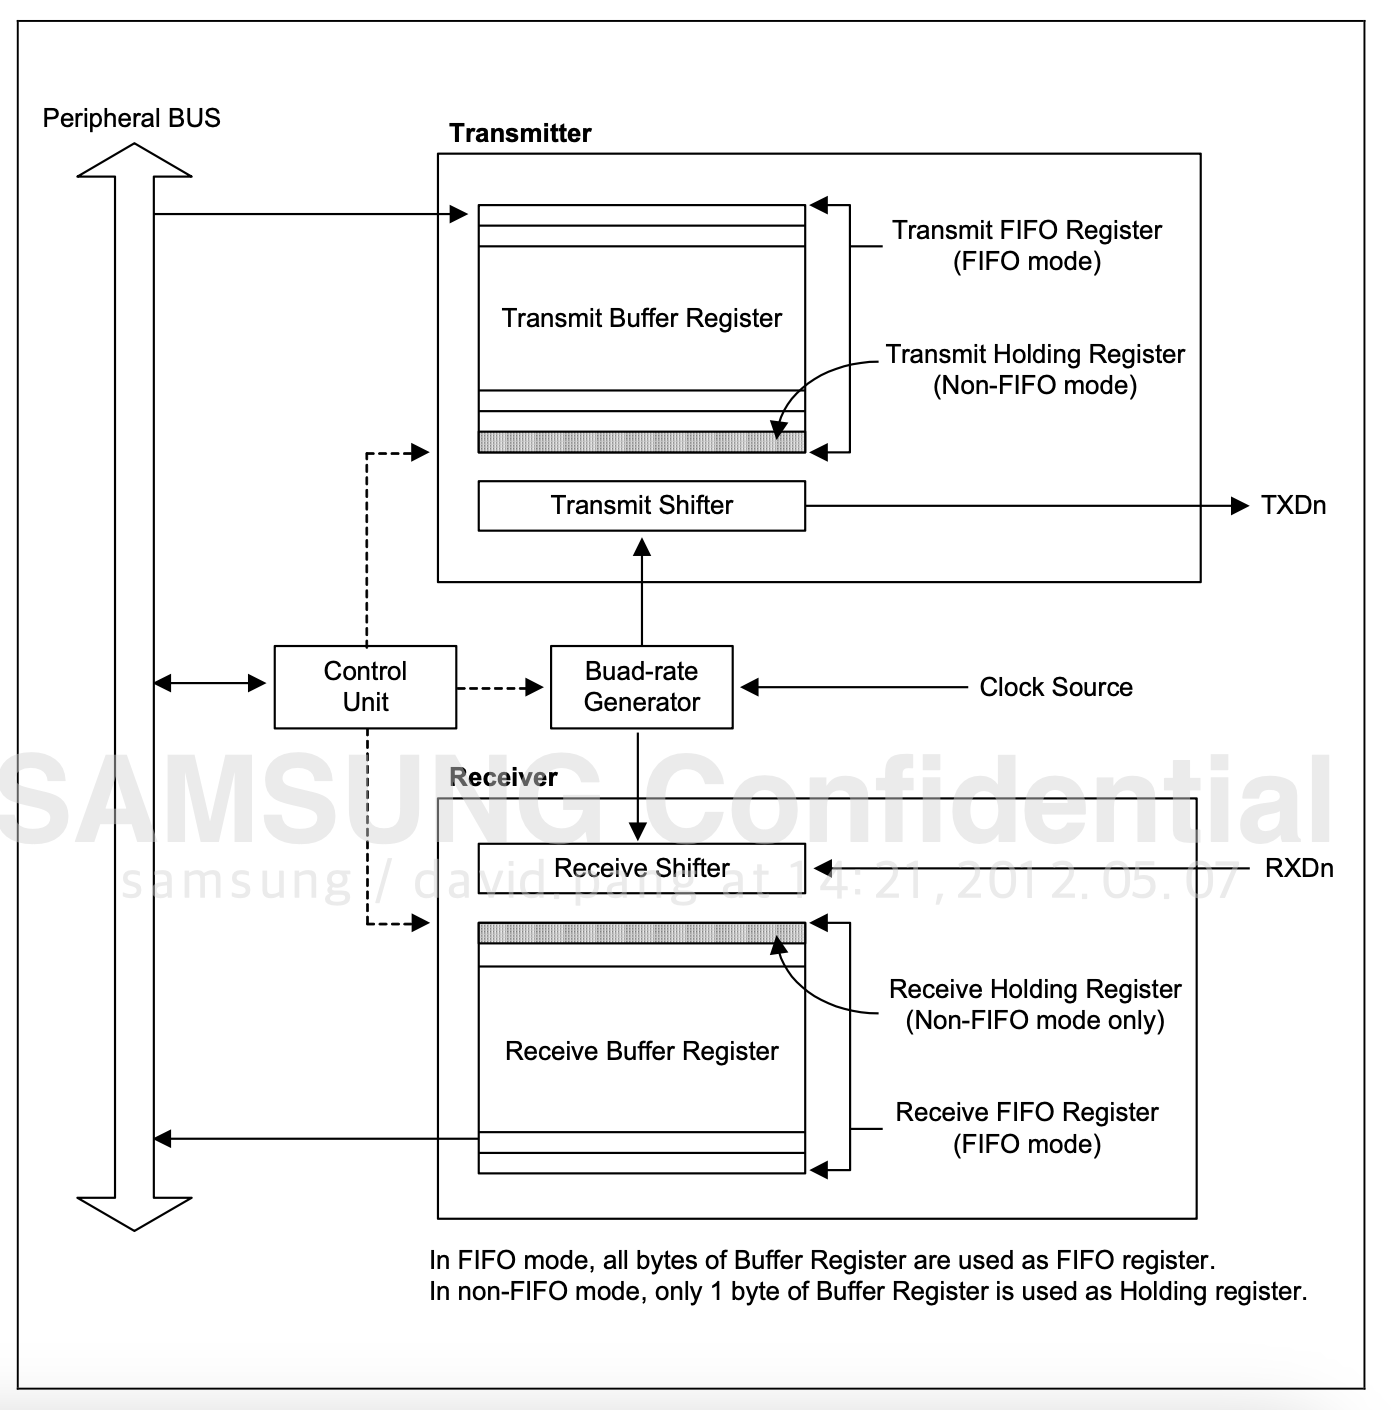 Peripheral BUS
Transmitter
Transmit FIFO Register
(FIFO mode)
Transmit Buffer Register
Transmit Holding Register
(Non-FIFO mode)
Transmit Shifter
TXDn
Control
Unit
Buad-rate
Generator
Clock Source
SAMSUNG Confidential
Receiver
Receive Shifter
RXDn
samsung / david.pang at 14:21,2012.05.07
Receive Holding Register
(Non-FIFO mode only)
Receive Buffer Register
Receive FIFO Register
(FIFO mode)
In FIFO mode, all bytes of Buffer Register are used as FIFO register.
In non-FIFO mode, only 1 byte of Buffer Register is used as Holding register.